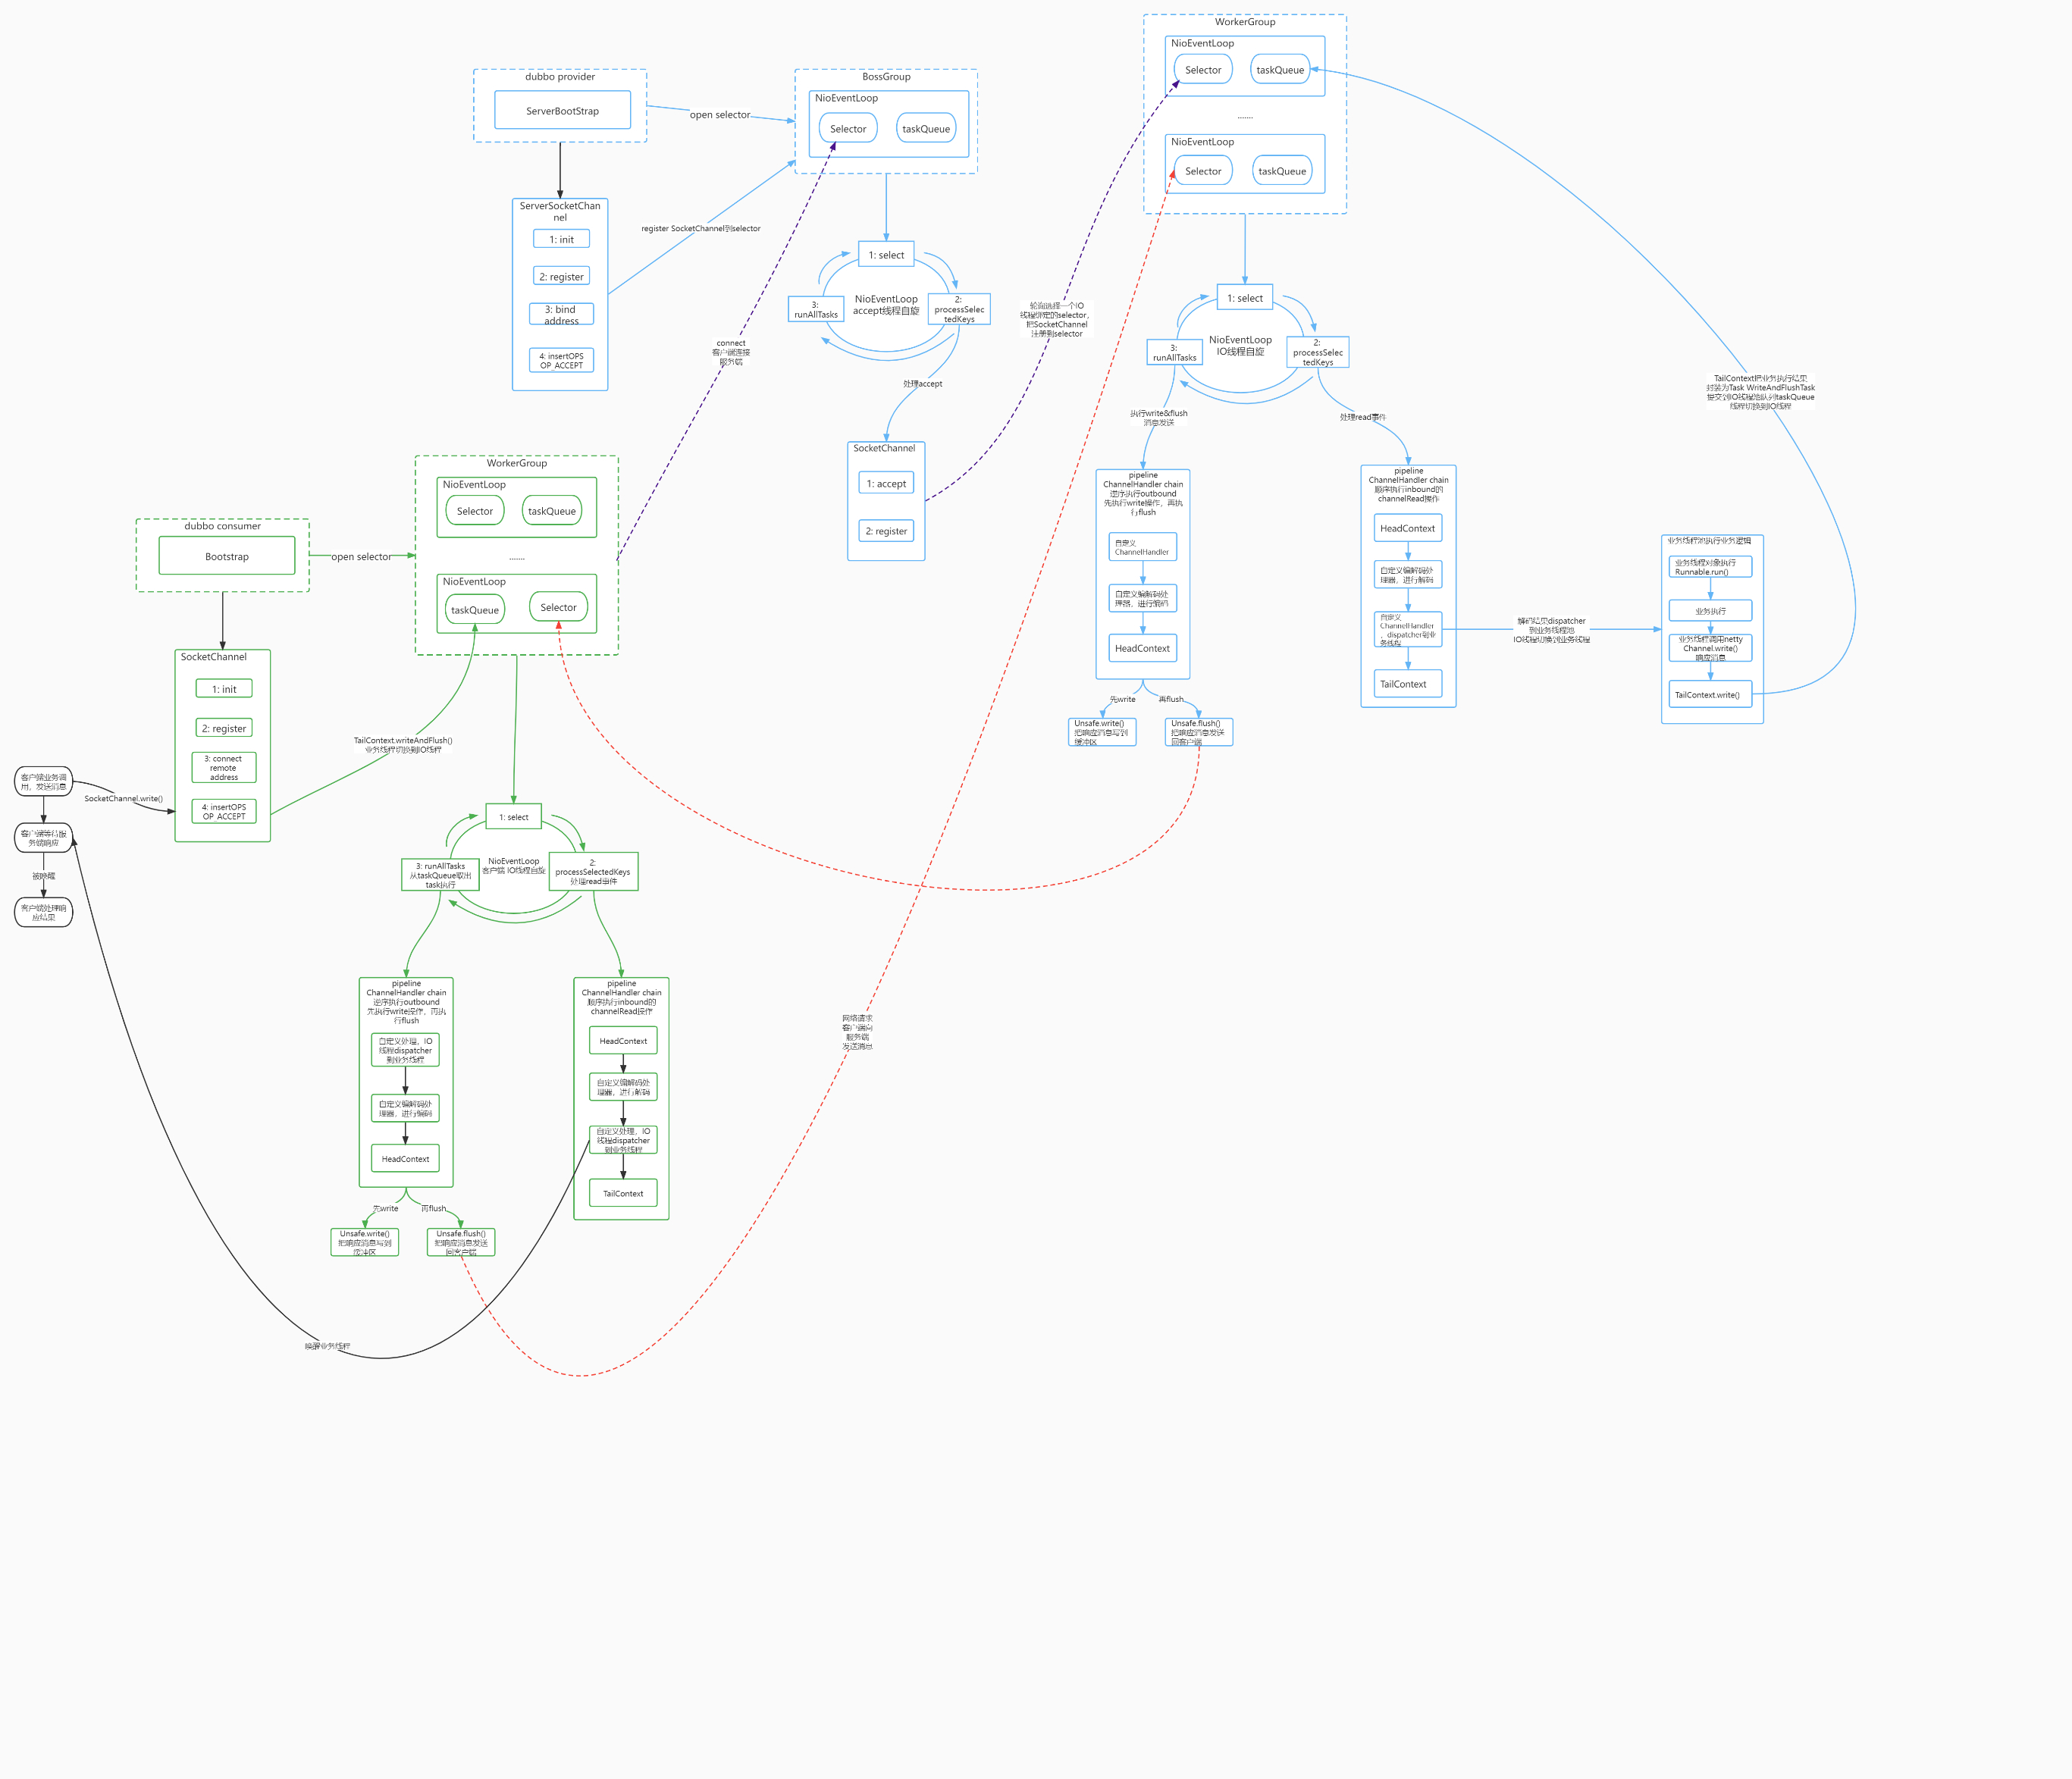 WorkerGroup
NioEventLoop
Selector
taskQueue
.......
NioEventLoop
Selector
taskQueue
dubbo provider
ServerBootStrap
open selector
BossGroup
NioEventLoop
Selector
taskQueue
ServerSocketChan
nel
1: init
2: register
3: bind
address
4: insertOPS
OP_ACCEPT
register SocketChannel到selector
1: select
2:
processSelec
tedKeys
3:
runAllTasks
NioEventLoop
accept线程自旋
处理accept
SocketChannel
1: accept
2: register
connect
客户端连接
服务端
轮询选择一个IO
线程绑定的selector，
把SocketChannel
注册到selector
1: select
2:
processSelec
tedKeys
3:
runAllTasks
NioEventLoop
IO线程自旋
执行write&flush
消息发送
处理read事件
TailContext把业务执行结果
封装为Task WriteAndFlushTask
提交到IO线程池队列taskQueue
线程切换到IO线程
pipeline
ChannelHandler chain
逆序执行outbound
先执行write操作，再执
行flush
自定义
ChannelHandler
自定义编解码处
理器，进行编码
HeadContext
先write
再flush
Unsafe.write()
把响应消息写到
缓冲区
Unsafe.flush()
把响应消息发送
回客户端
pipeline
ChannelHandler chain
顺序执行inbound的
channelRead操作
HeadContext
自定义编解码处
理器，进行解码
自定义
ChannelHandler
，dispatcher到业
务线程
TailContext
解码结果dispatcher
到业务线程池
IO线程切换到业务线程
业务线程池执行业务逻辑
业务线程对象执行
Runnable.run()
业务执行
业务线程调用netty
Channel.write()
响应消息
TailContext.write()
WorkerGroup
NioEventLoop
Selector
taskQueue
.......
NioEventLoop
taskQueue
Selector
dubbo consumer
Bootstrap
open selector
SocketChannel
1: init
2: register
3: connect
remote
address
4: insertOPS
OP_ACCEPT
TailContext.writeAndFlush()
业务线程切换到IO线程
客户端业务调
用，发送消息
SocketChannel.write()
客户端等待服
务端响应
被唤醒
客户端处理响
应结果
1: select
3: runAllTasks
从taskQueue取出
task执行
NioEventLoop
客户端 IO线程自旋
2:
processSelectedKeys
处理read事件
pipeline
ChannelHandler chain
逆序执行outbound
先执行write操作，再执
行flush
自定义处理，IO
线程dispatcher
到业务线程
自定义编解码处
理器，进行编码
HeadContext
先write
再flush
Unsafe.write()
把响应消息写到
缓冲区
Unsafe.flush()
把响应消息发送
回客户端
pipeline
ChannelHandler chain
顺序执行inbound的
channelRead操作
HeadContext
自定义编解码处
理器，进行解码
自定义处理，IO
线程dispatcher
到业务线程
TailContext
网络请求
客户端向
服务端
发送消息
唤醒业务线程